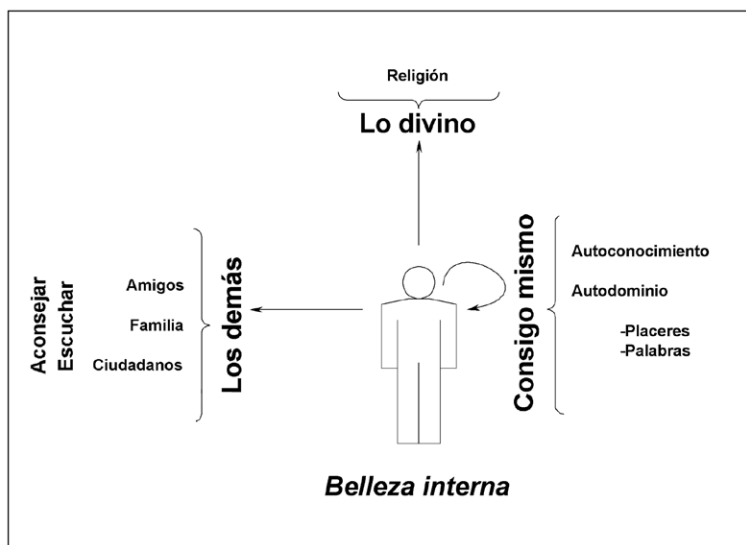 Religión
Lo divino
Aconsejar
Escuchar
Amigos
Familia
Ciudadanos
Los demás
Consigo mismo
Autoconocimiento
Autodominio
-Placeres
-Palabras
Belleza interna